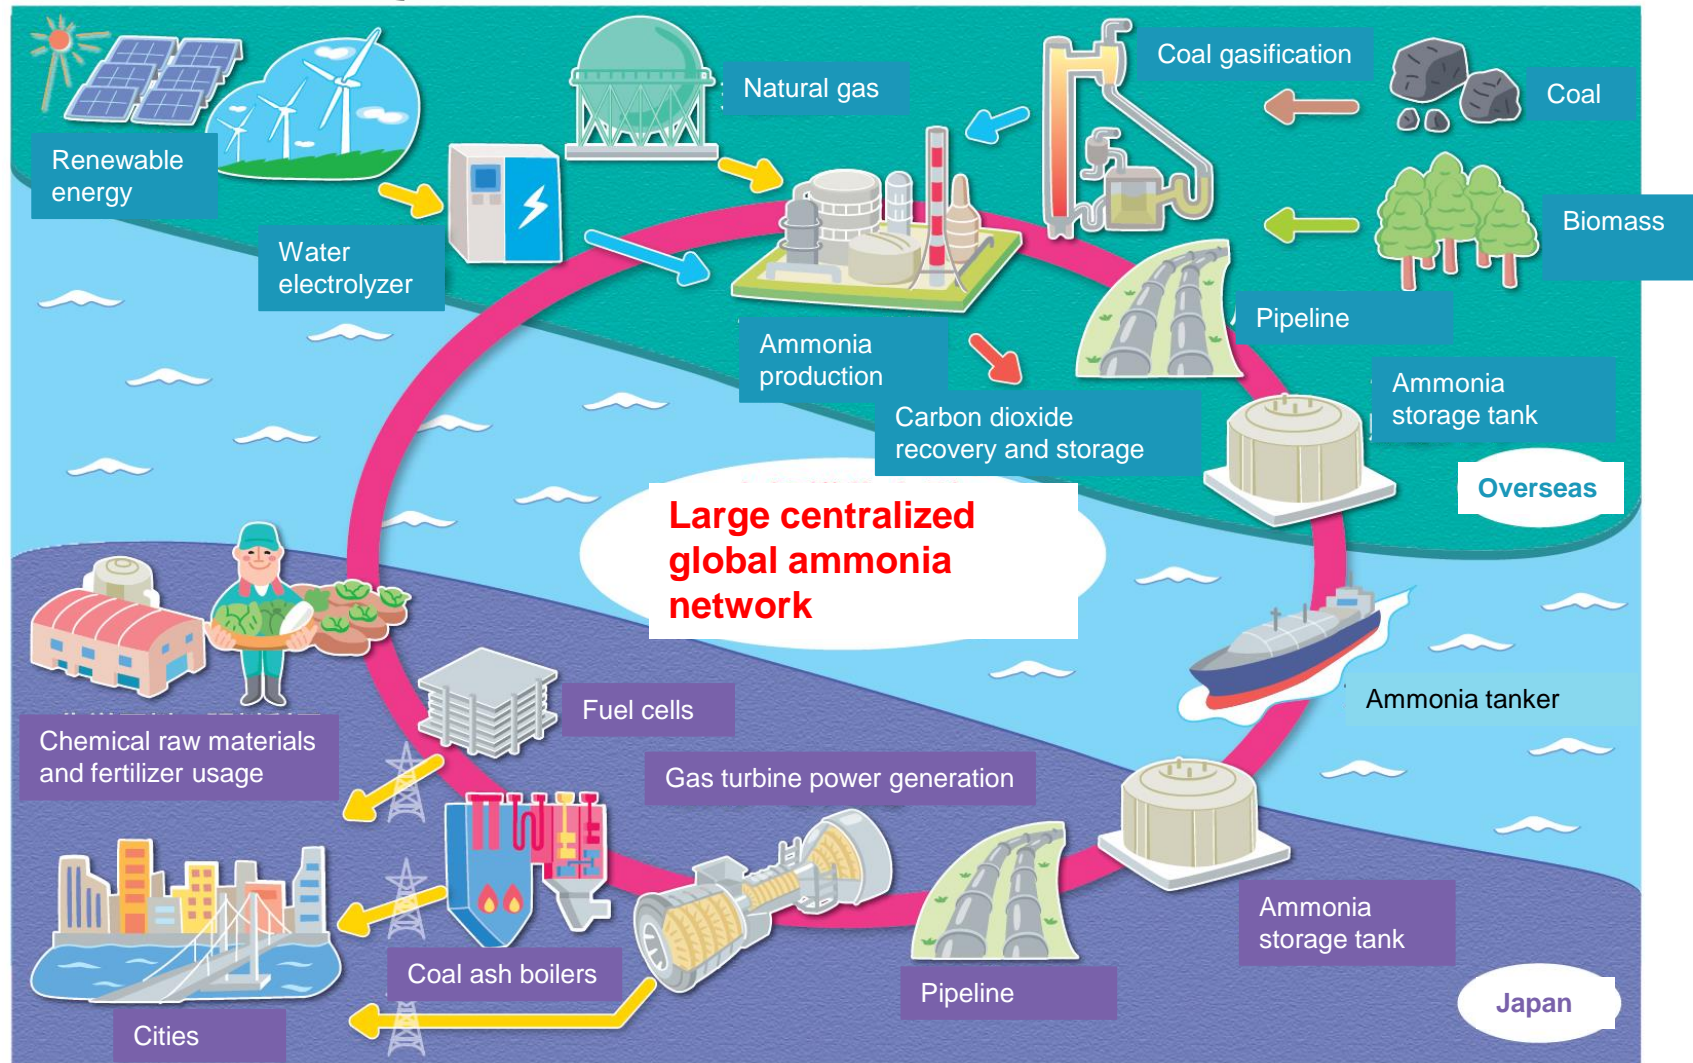 Natural gas
Coal gasification
Coal
Renewable
energy
Biomass
Water
electrolyzer
Pipeline
Ammonia
production
Ammonia
storage tank
Carbon dioxide
recovery and storage
Overseas
Large centralized
global ammonia
network
Ammonia tanker
Fuel cells
Chemical raw materials
and fertilizer usage
Gas turbine power generation
Ammonia
storage tank
Coal ash boilers
Pipeline
Japan
Cities